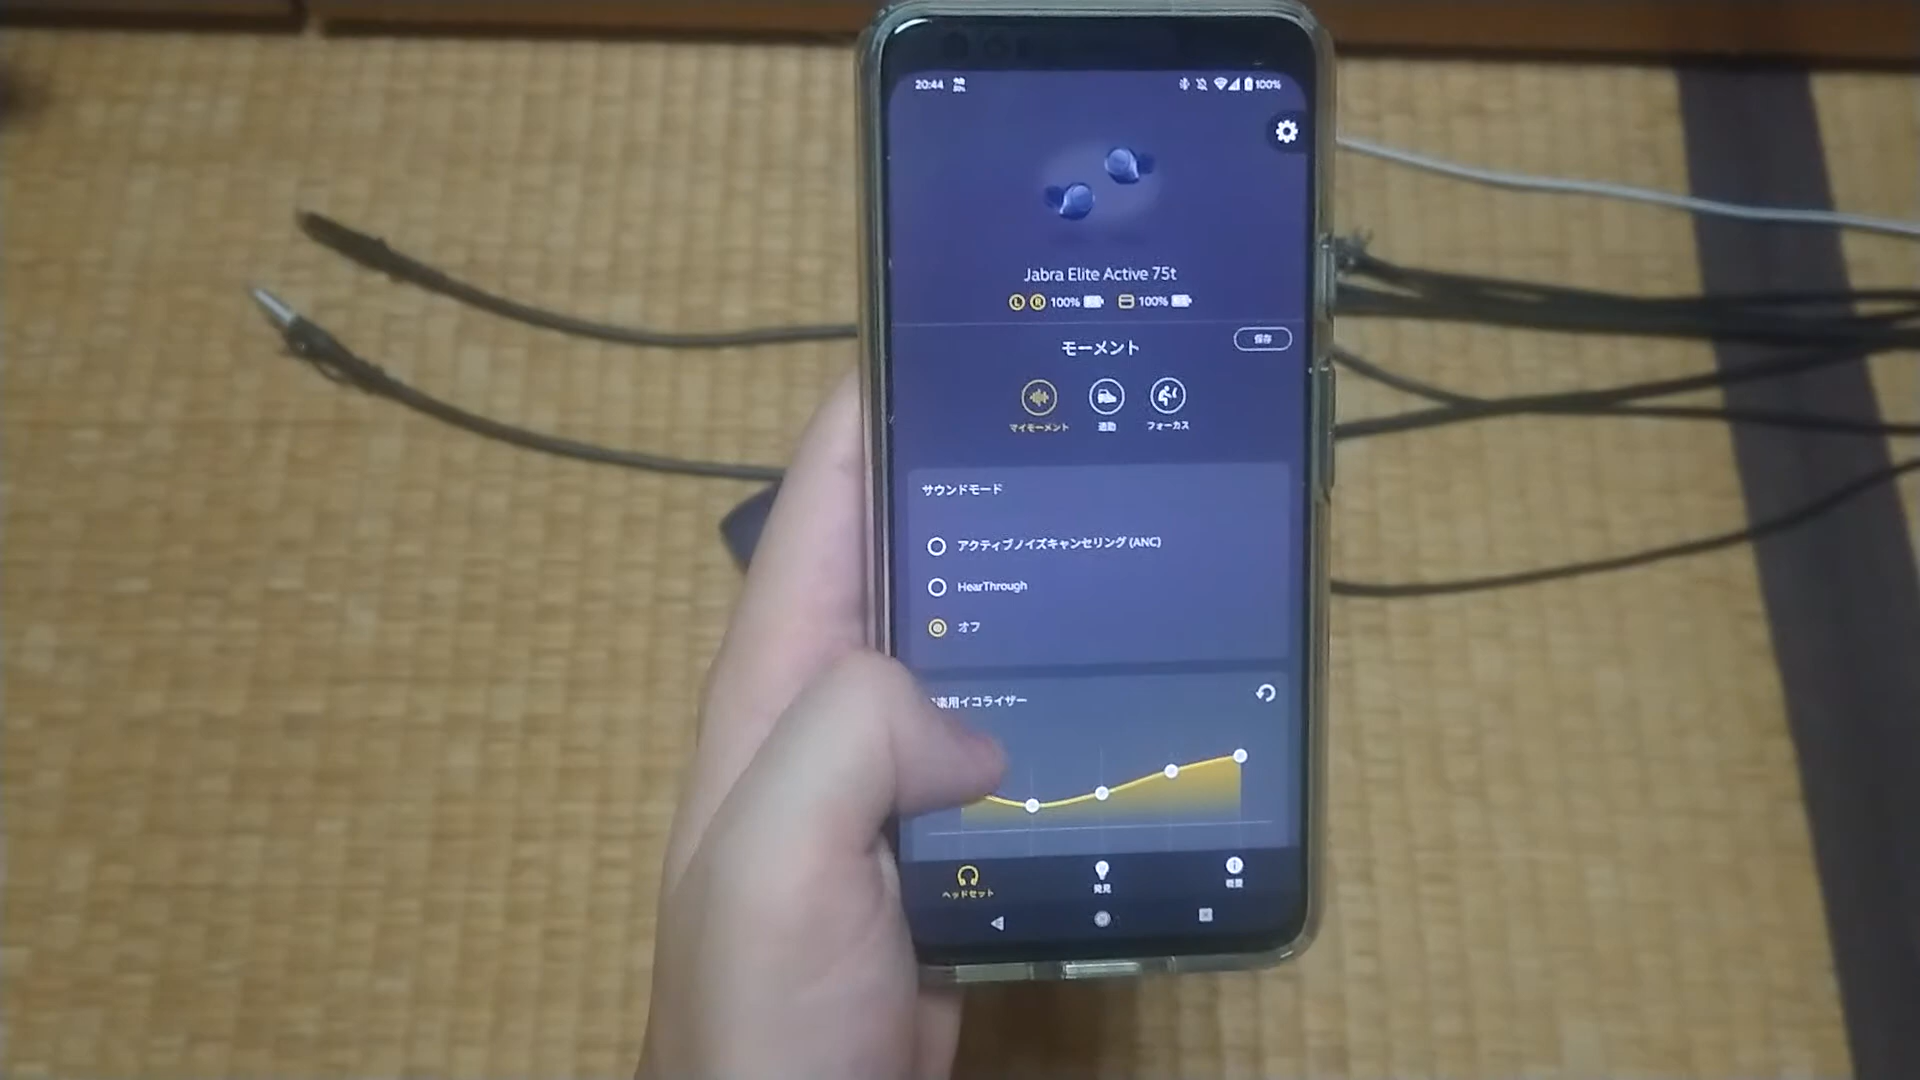 20:44
100%
Jabra Elite Active 75t
L R 100% 100%
モーメント
保存
マイモーメント 通勤 フォーカス
サウンドモード
アクティブノイズキャンセリング (ANC)
HearThrough
オフ
楽用イコライザー
ヘッドセット 発見 概要